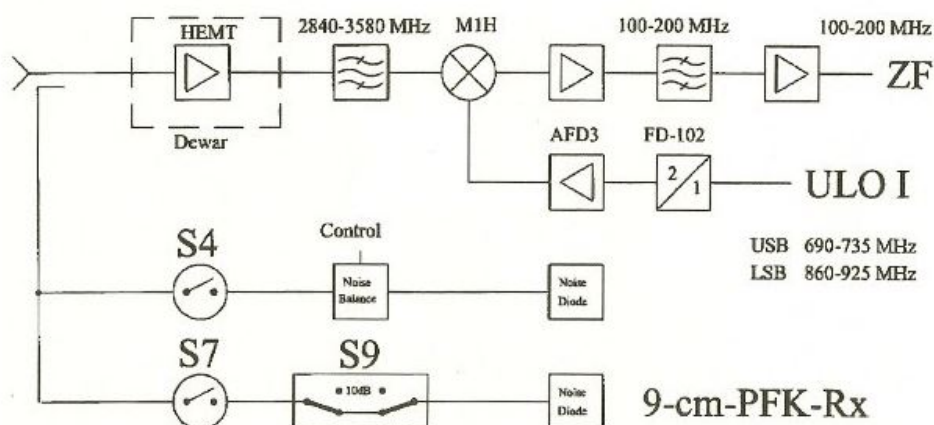 HEMT
2840-3580 MHz
M1H
100-200 MHz
100-200 MHz
ZF
Dewar
AFD3
FD-102
2
1
ULO I
USB 690-735 MHz
LSB 860-925 MHz
Control
S4
Noise
Balance
Noise
Diode
S7
S9
10dB
Noise
Diode
9-cm-PFK-Rx